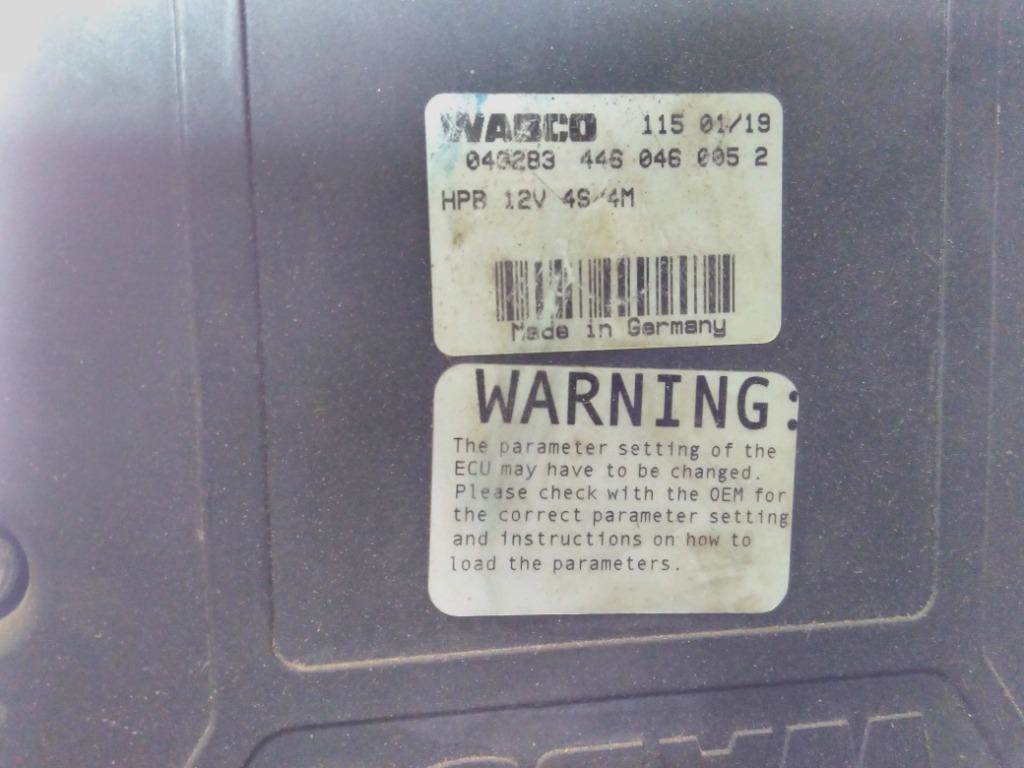 WABCO 115 01/19
049283 446 046 005 2
HPB 12V 4S/4M
Made in Germany
WARNING:
The parameter setting of the
ECU may have to be changed.
Please check with the OEM for
the correct parameter setting
and instructions on how to
load the parameters.